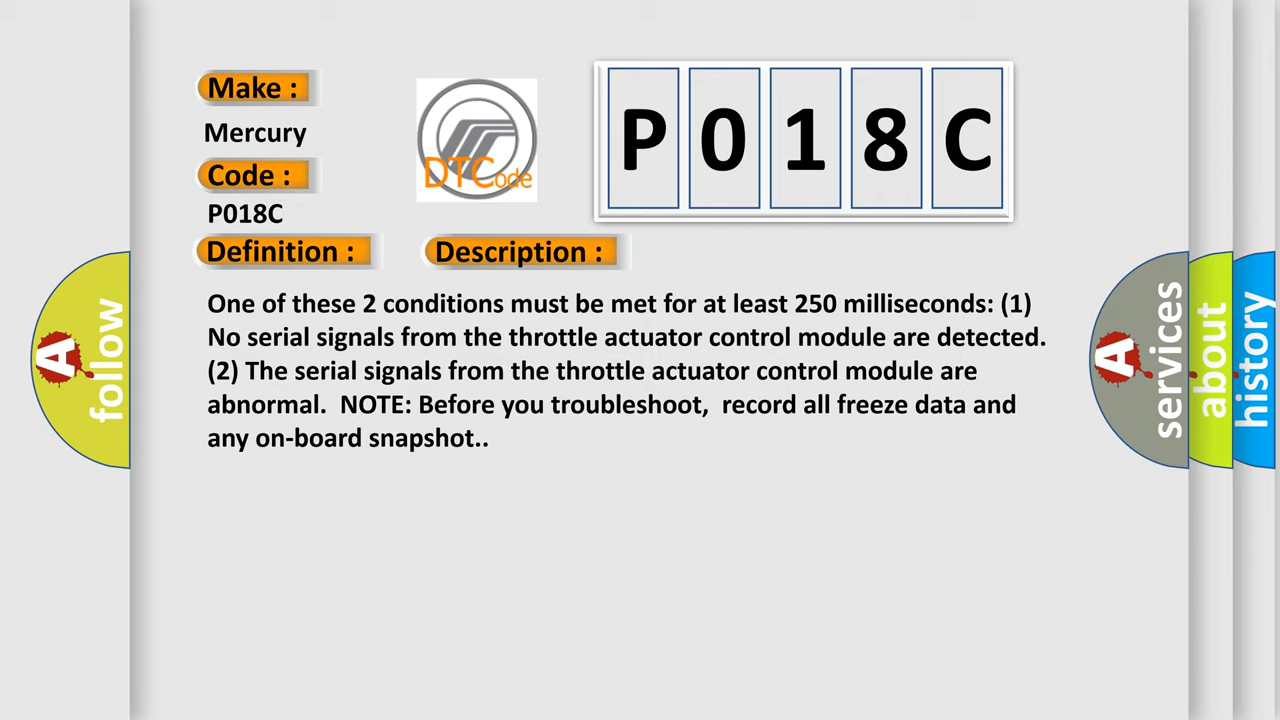 Make :
Mercury
Code :
P018C
Definition :
Description :
DTCode
P018C
One of these 2 conditions must be met for at least 250 milliseconds: (1)
No serial signals from the throttle actuator control module are detected.
(2) The serial signals from the throttle actuator control module are
abnormal. NOTE: Before you troubleshoot, record all freeze data and
any on-board snapshot..
A follow
A services
about
history